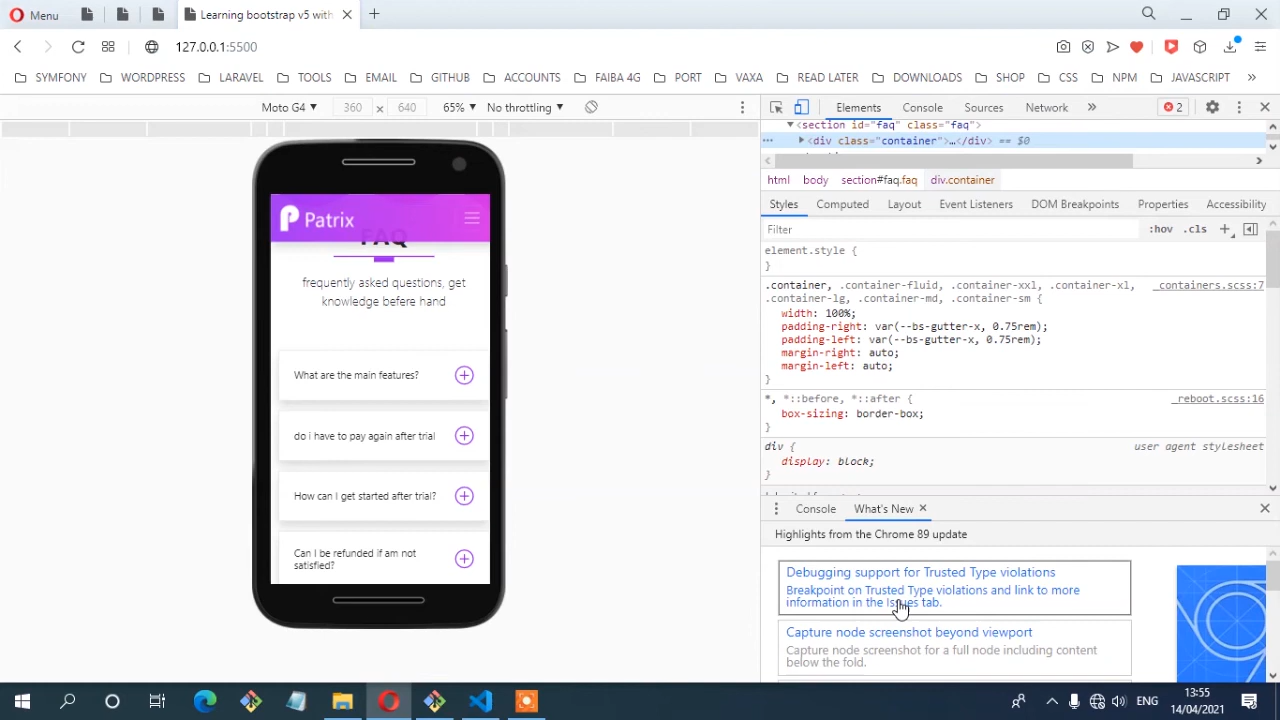 Menu
Learning bootstrap v5 with
127.0.0.1:5500
SYMFONY
WORDPRESS
LARAVEL
TOOLS
EMAIL
GITHUB
ACCOUNTS
FAIBA 4G
PORT
VAXA
READ LATER
DOWNLOADS
SHOP
CSS
NPM
JAVASCRIPT
»
Moto G4 360 × 640 65% No throttling
Elements Console Sources Network » 2
<section id="faq" class="faq">
<div class="container">…</div> == $0
html body section#faq.faq div.container
Styles Computed Layout Event Listeners DOM Breakpoints Properties Accessibility
Filter :hov .cls
element.style {
}
.container, .container-fluid, .container-xxl, .container-xl, _containers.scss:7
.container-lg, .container-md, .container-sm {
width: 100%;
padding-right: var(--bs-gutter-x, 0.75rem);
padding-left: var(--bs-gutter-x, 0.75rem);
margin-right: auto;
margin-left: auto;
}
*, *::before, *::after { _reboot.scss:16
box-sizing: border-box;
}
div { user agent stylesheet
display: block;
}
Console What's New ×
Highlights from the Chrome 89 update
Debugging support for Trusted Type violations
Breakpoint on Trusted Type violations and link to more
information in the Issues tab.
Capture node screenshot beyond viewport
Capture node screenshot for a full node including content
below the fold.
Patrix
FAQ
frequently asked questions, get
knowledge befere hand
What are the main features?
do i have to pay again after trial
How can I get started after trial?
Can I be refunded if am not
satisfied?
ENG
13:55
14/04/2021